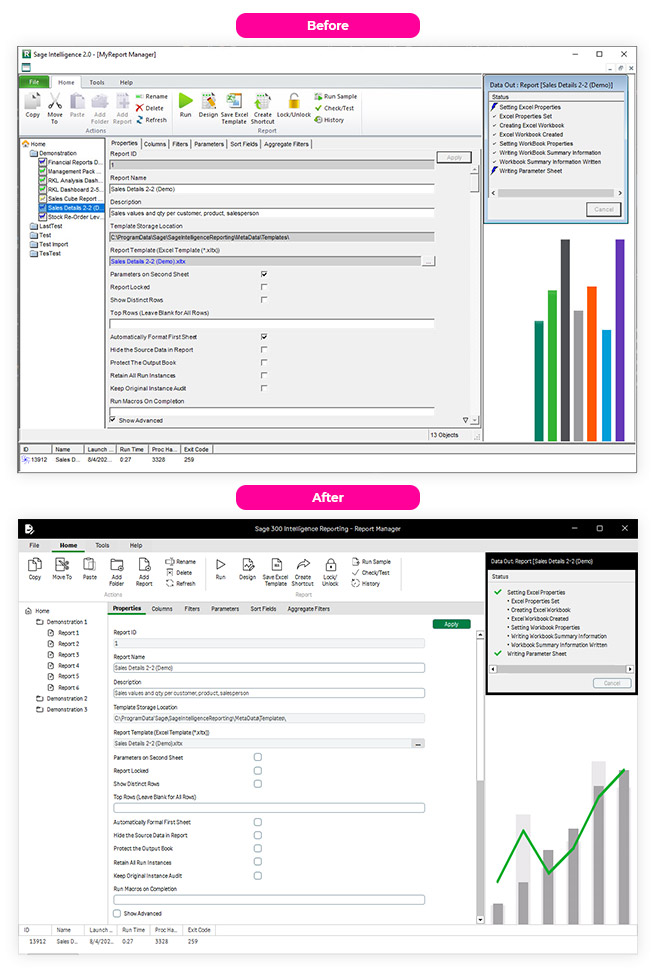 Before
Sage Intelligence 2.0 - [MyReport Manager]
File Home Tools Help
Copy
Move To
Paste
Add Folder
Add Report
Rename
Delete
Refresh
Actions
Run
Design
Save Excel Template
Create Shortcut
Lock/Unlock
Run Sample
Check/Test
History
Report
Home
Demonstration
Financial Reports D
Management Pack
RKL Analysis Dash..
RKL Dashboard 2-5..
Sales Cube Report
Sales Details 2-2 (D
Stock Re-Order Lev
LastTest
Test
Test Import
TesTest
Properties Columns Filters Parameters Sort Fields Aggregate Filters
Report ID
Apply
1
Report Name
Sales Details 2-2 (Demo)
Description
Sales values and qty per customer, product, salesperson
Template Storage Location
C:\ProgramData\Sage\SageIntelligenceReporting\MetaData\Templates\
Report Template (Excel Template (*.xltx))
Sales Details 2-2 (Demo).xltx ...
Parameters on Second Sheet
Report Locked
Show Distinct Rows
Top Rows (Leave Blank for All Rows)
Automatically Format First Sheet
Hide the Source Data in Report
Protect The Output Book
Retain All Run Instances
Keep Original Instance Audit
Run Macros On Completion
Show Advanced
13 Objects
Data Out : Report [Sales Details 2-2 (Demo)]
Status
Setting Excel Properties
Excel Properties Set
Creating Excel Workbook
Excel Workbook Created
Setting WorkBook Properties
Writing WorkBook Summary Information
Workbook Summary Information Written
Writing Parameter Sheet
Cancel
ID Name Launch ... Run Time Proc Ha... Exit Code
13912 Sales D... 8/4/202... 0:27 3328 259
After
Sage 300 Intelligence Reporting - Report Manager
File Home Tools Help
Copy
Move To
Paste
Add Folder
Add Report
Rename
Delete
Refresh
Actions
Run
Design
Save Excel Template
Create Shortcut
Lock/ Unlock
Run Sample
Check/Test
History
Report
Home
Demonstration 1
Report 1
Report 2
Report 3
Report 4
Report 5
Report 6
Demonstration 2
Demonstration 3
Properties Columns Filters Parameters Sort Fields Aggregate Filters
Apply
Report ID
1
Report Name
Sales Details 2-2 (Demo)
Description
Sales values and qty per customer, product, salesperson
Template Storage Location
C:\ProgramData\Sage\SageIntelligenceReporting\MetaData\Templates\
Report Template (Excel Template (*.xltx))
Sales Details 2-2 (Demo).xltx ...
Parameters on Second Sheet
Report Locked
Show Distinct Rows
Top Rows (Leave Blank for All Rows)
Automatically Formal First Sheet
Hide the Source Data in Report
Protect the Output Book
Retain All Run Instances
Keep Original Instance Audit
Run Macros on Completion
Show Advanced
Data Out: Report [Sales Details 2-2 (Demo)
Status
Setting Excel Properties
• Excel Properties Set
• Creating Excel Workbook
• Excel Workbook Created
• Setting Workbook Properties
• Writing Workbook Summary Information
• Workbook Summary Information Written
Writing Parameter Sheet
Cancel
ID Name Launch ... Run Time Proc Ha... Exit Code
13912 Sales D... 8/4/202... 0:27 3328 259